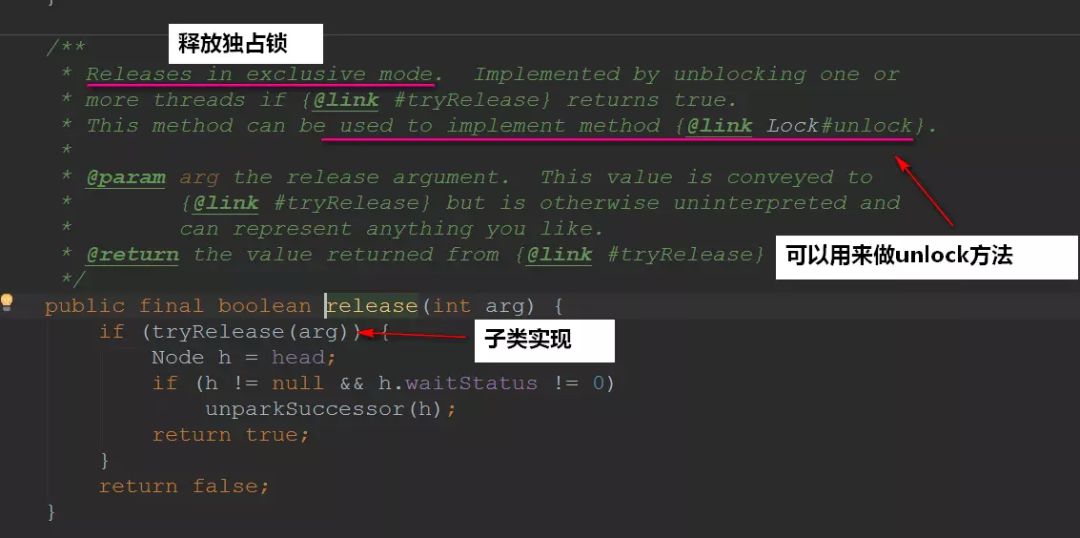 }
释放独占锁
/**
* Releases in exclusive mode.  Implemented by unblocking one or
* more threads if {@link #tryRelease} returns true.
* This method can be used to implement method {@link Lock#unlock}.
*
* @param arg the release argument.  This value is conveyed to
*        {@link #tryRelease} but is otherwise uninterpreted and
*        can represent anything you like.
* @return the value returned from {@link #tryRelease}
可以用来做unlock方法
*/
public final boolean release(int arg) {
if (tryRelease(arg)) {
子类实现
Node h = head;
if (h != null && h.waitStatus != 0)
unparkSuccessor(h);
return true;
}
return false;
}